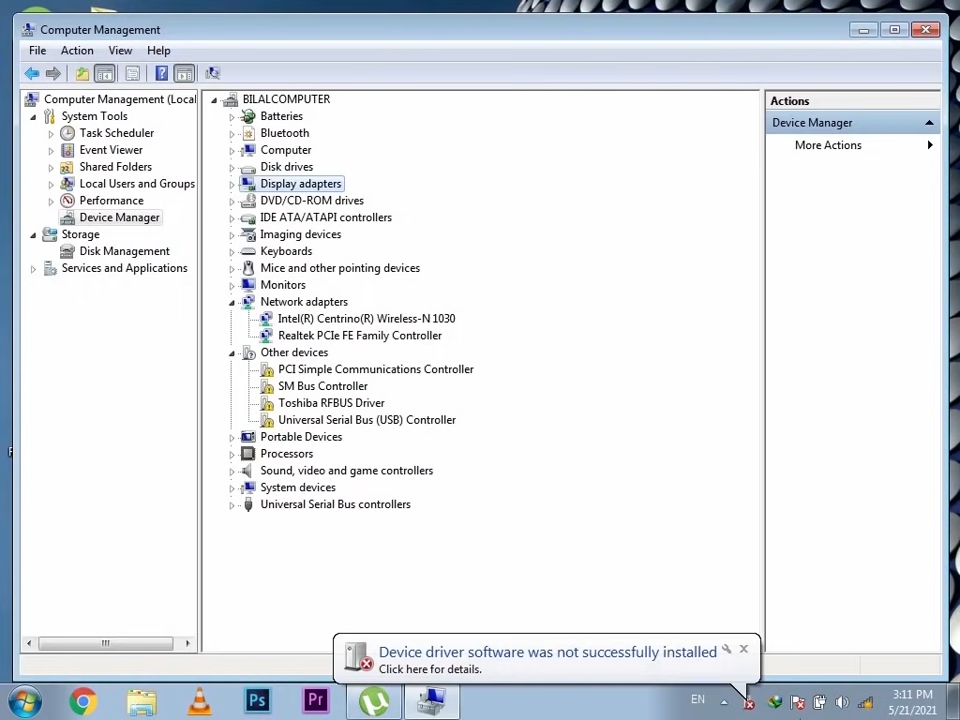 Computer Management
File Action View Help
Computer Management (Local
System Tools
Task Scheduler
Event Viewer
Shared Folders
Local Users and Groups
Performance
Device Manager
Storage
Disk Management
Services and Applications
BILALCOMPUTER
Batteries
Bluetooth
Computer
Disk drives
Display adapters
DVD/CD-ROM drives
IDE ATA/ATAPI controllers
Imaging devices
Keyboards
Mice and other pointing devices
Monitors
Network adapters
Intel(R) Centrino(R) Wireless-N 1030
Realtek PCIe FE Family Controller
Other devices
PCI Simple Communications Controller
SM Bus Controller
Toshiba RFBUS Driver
Universal Serial Bus (USB) Controller
Portable Devices
Processors
Sound, video and game controllers
System devices
Universal Serial Bus controllers
Actions
Device Manager
More Actions
Device driver software was not successfully installed
Click here for details.
Ps
Pr
EN
3:11 PM
5/21/2021